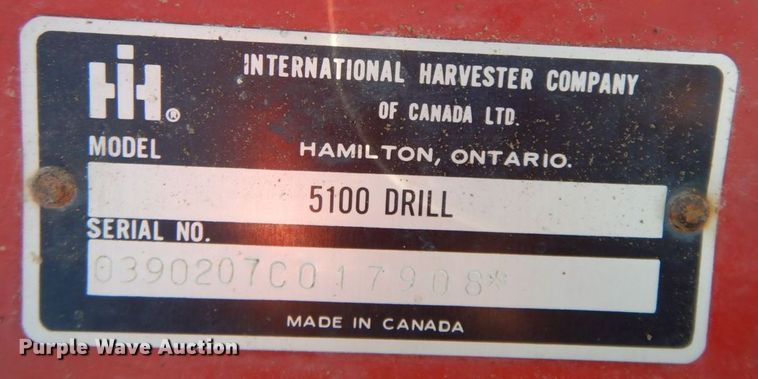 IH®
INTERNATIONAL HARVESTER COMPANY
OF CANADA LTD.
MODEL
HAMILTON, ONTARIO.
5100 DRILL
SERIAL NO.
0390207C017908*
MADE IN CANADA
Purple Wave Auction